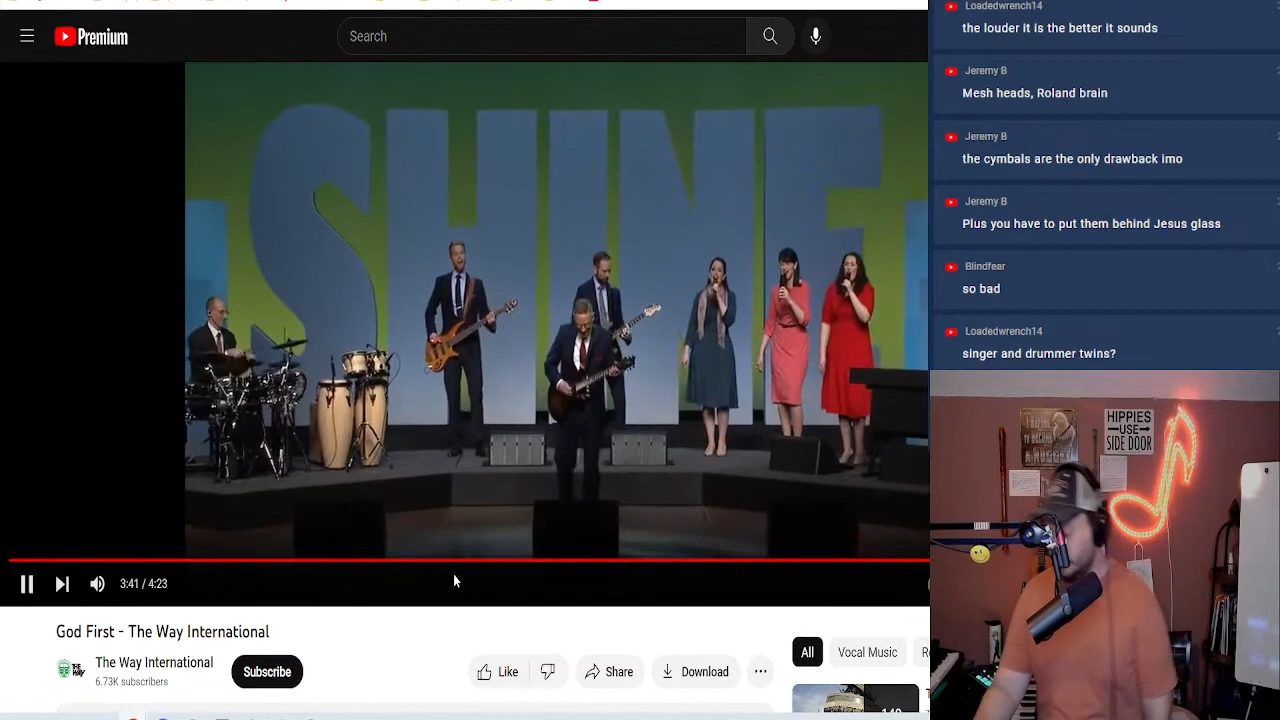 Premium
Search
SHINE
3:41 / 4:23
God First - The Way International
The Way International
6.73K subscribers
Subscribe
Like
Share
Download
All
Vocal Music
Loadedwrench14
the louder it is the better it sounds
Jeremy B
Mesh heads, Roland brain
Jeremy B
the cymbals are the only drawback imo
Jeremy B
Plus you have to put them behind Jesus glass
Blindfear
so bad
Loadedwrench14
singer and drummer twins?
HIPPIES
USE
SIDE DOOR